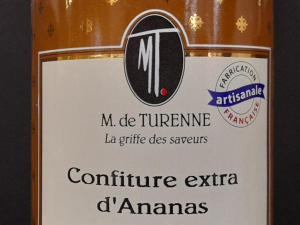 MT.
M. de TURENNE
La griffe des saveurs
FABRICATION
artisanale
FRANÇAISE
Confiture extra
d'Ananas